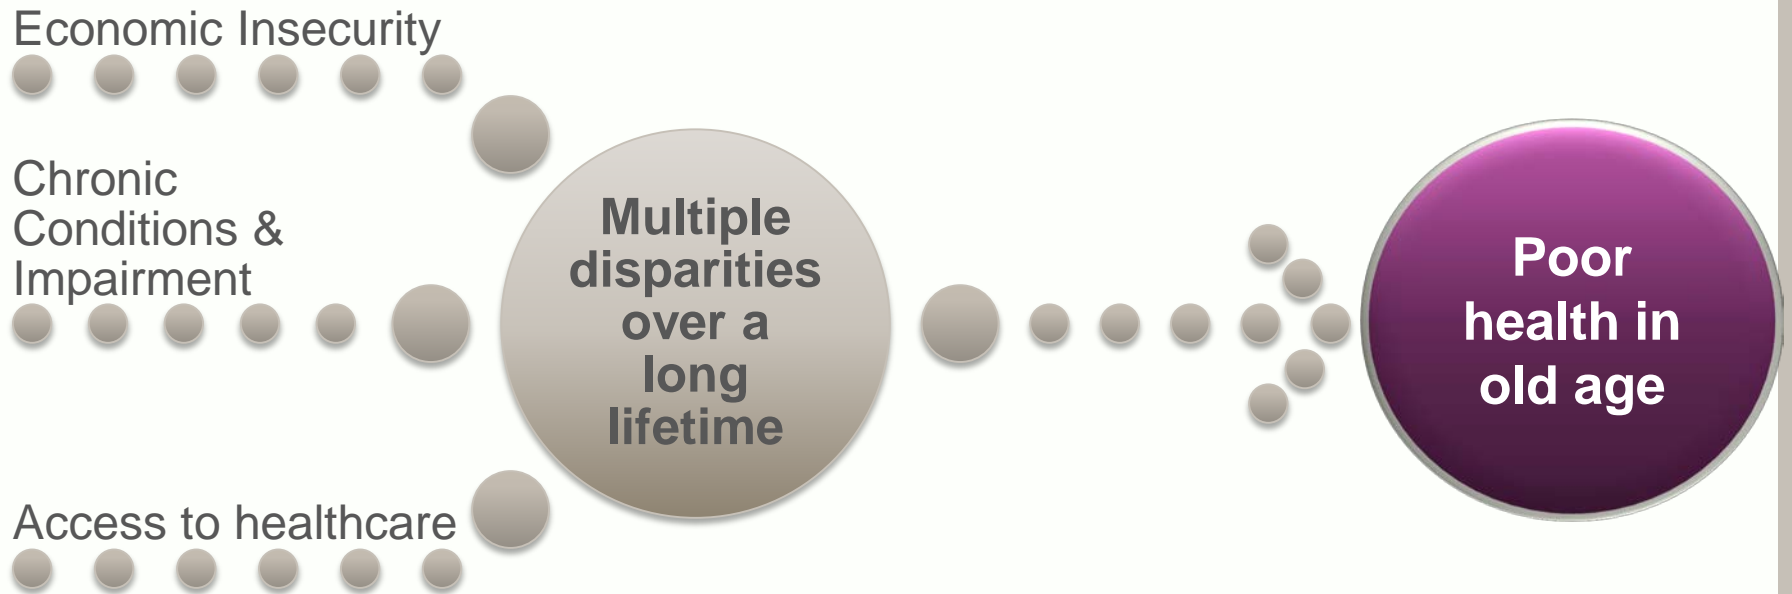 Economic Insecurity
Chronic
Conditions &
Impairment
Access to healthcare
Multiple
disparities
over a
long
lifetime
Poor
health in
old age